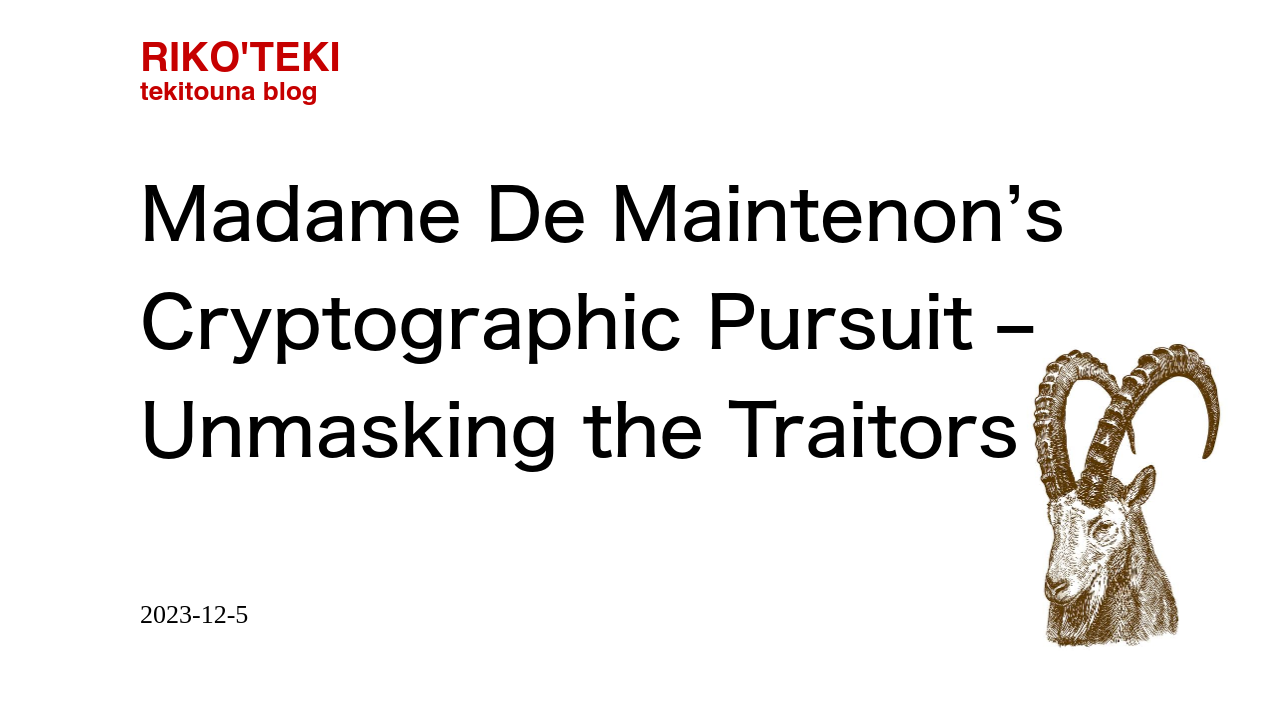 RIKO'TEKI
tekitouna blog
Madame De Maintenon’s
Cryptographic Pursuit –
Unmasking the Traitors
2023-12-5